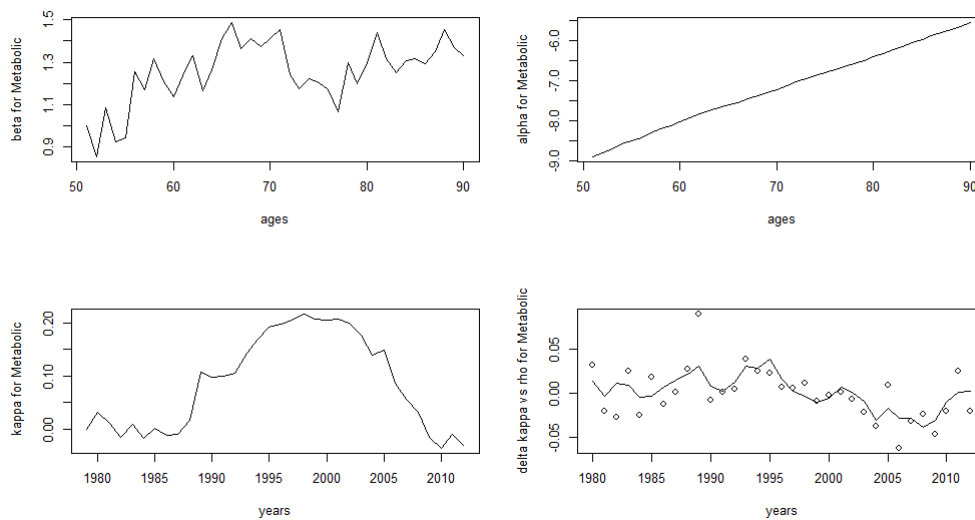 beta for Metabolic
0.9 1.1 1.3 1.5
50 60 70 80 90
ages
alpha for Metabolic
-9.0 -8.0 -7.0 -6.0
50 60 70 80 90
ages
kappa for Metabolic
0.00 0.10 0.20
1980 1985 1990 1995 2000 2005 2010
years
delta kappa vs rho for Metabolic
-0.05 0.00 0.05
1980 1985 1990 1995 2000 2005 2010
years